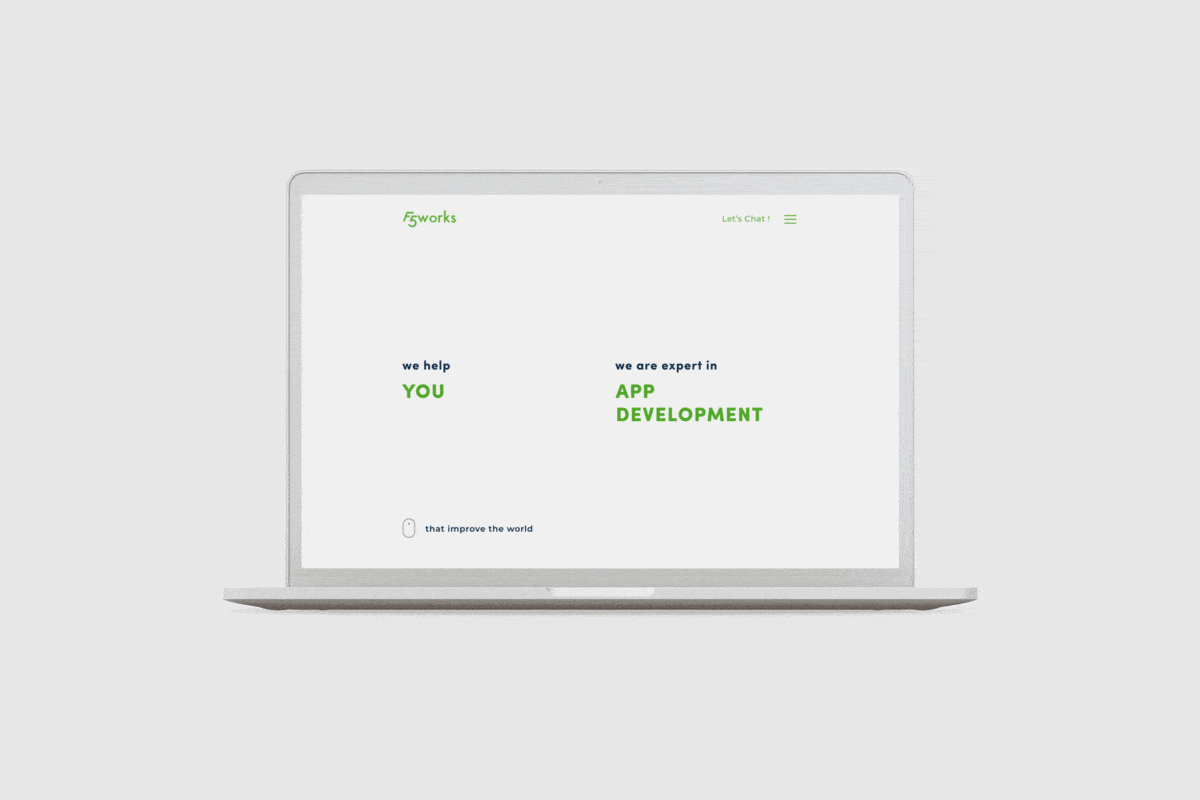 F5works
Let's Chat !
we help
YOU
we are expert in
APP
DEVELOPMENT
that improve the world